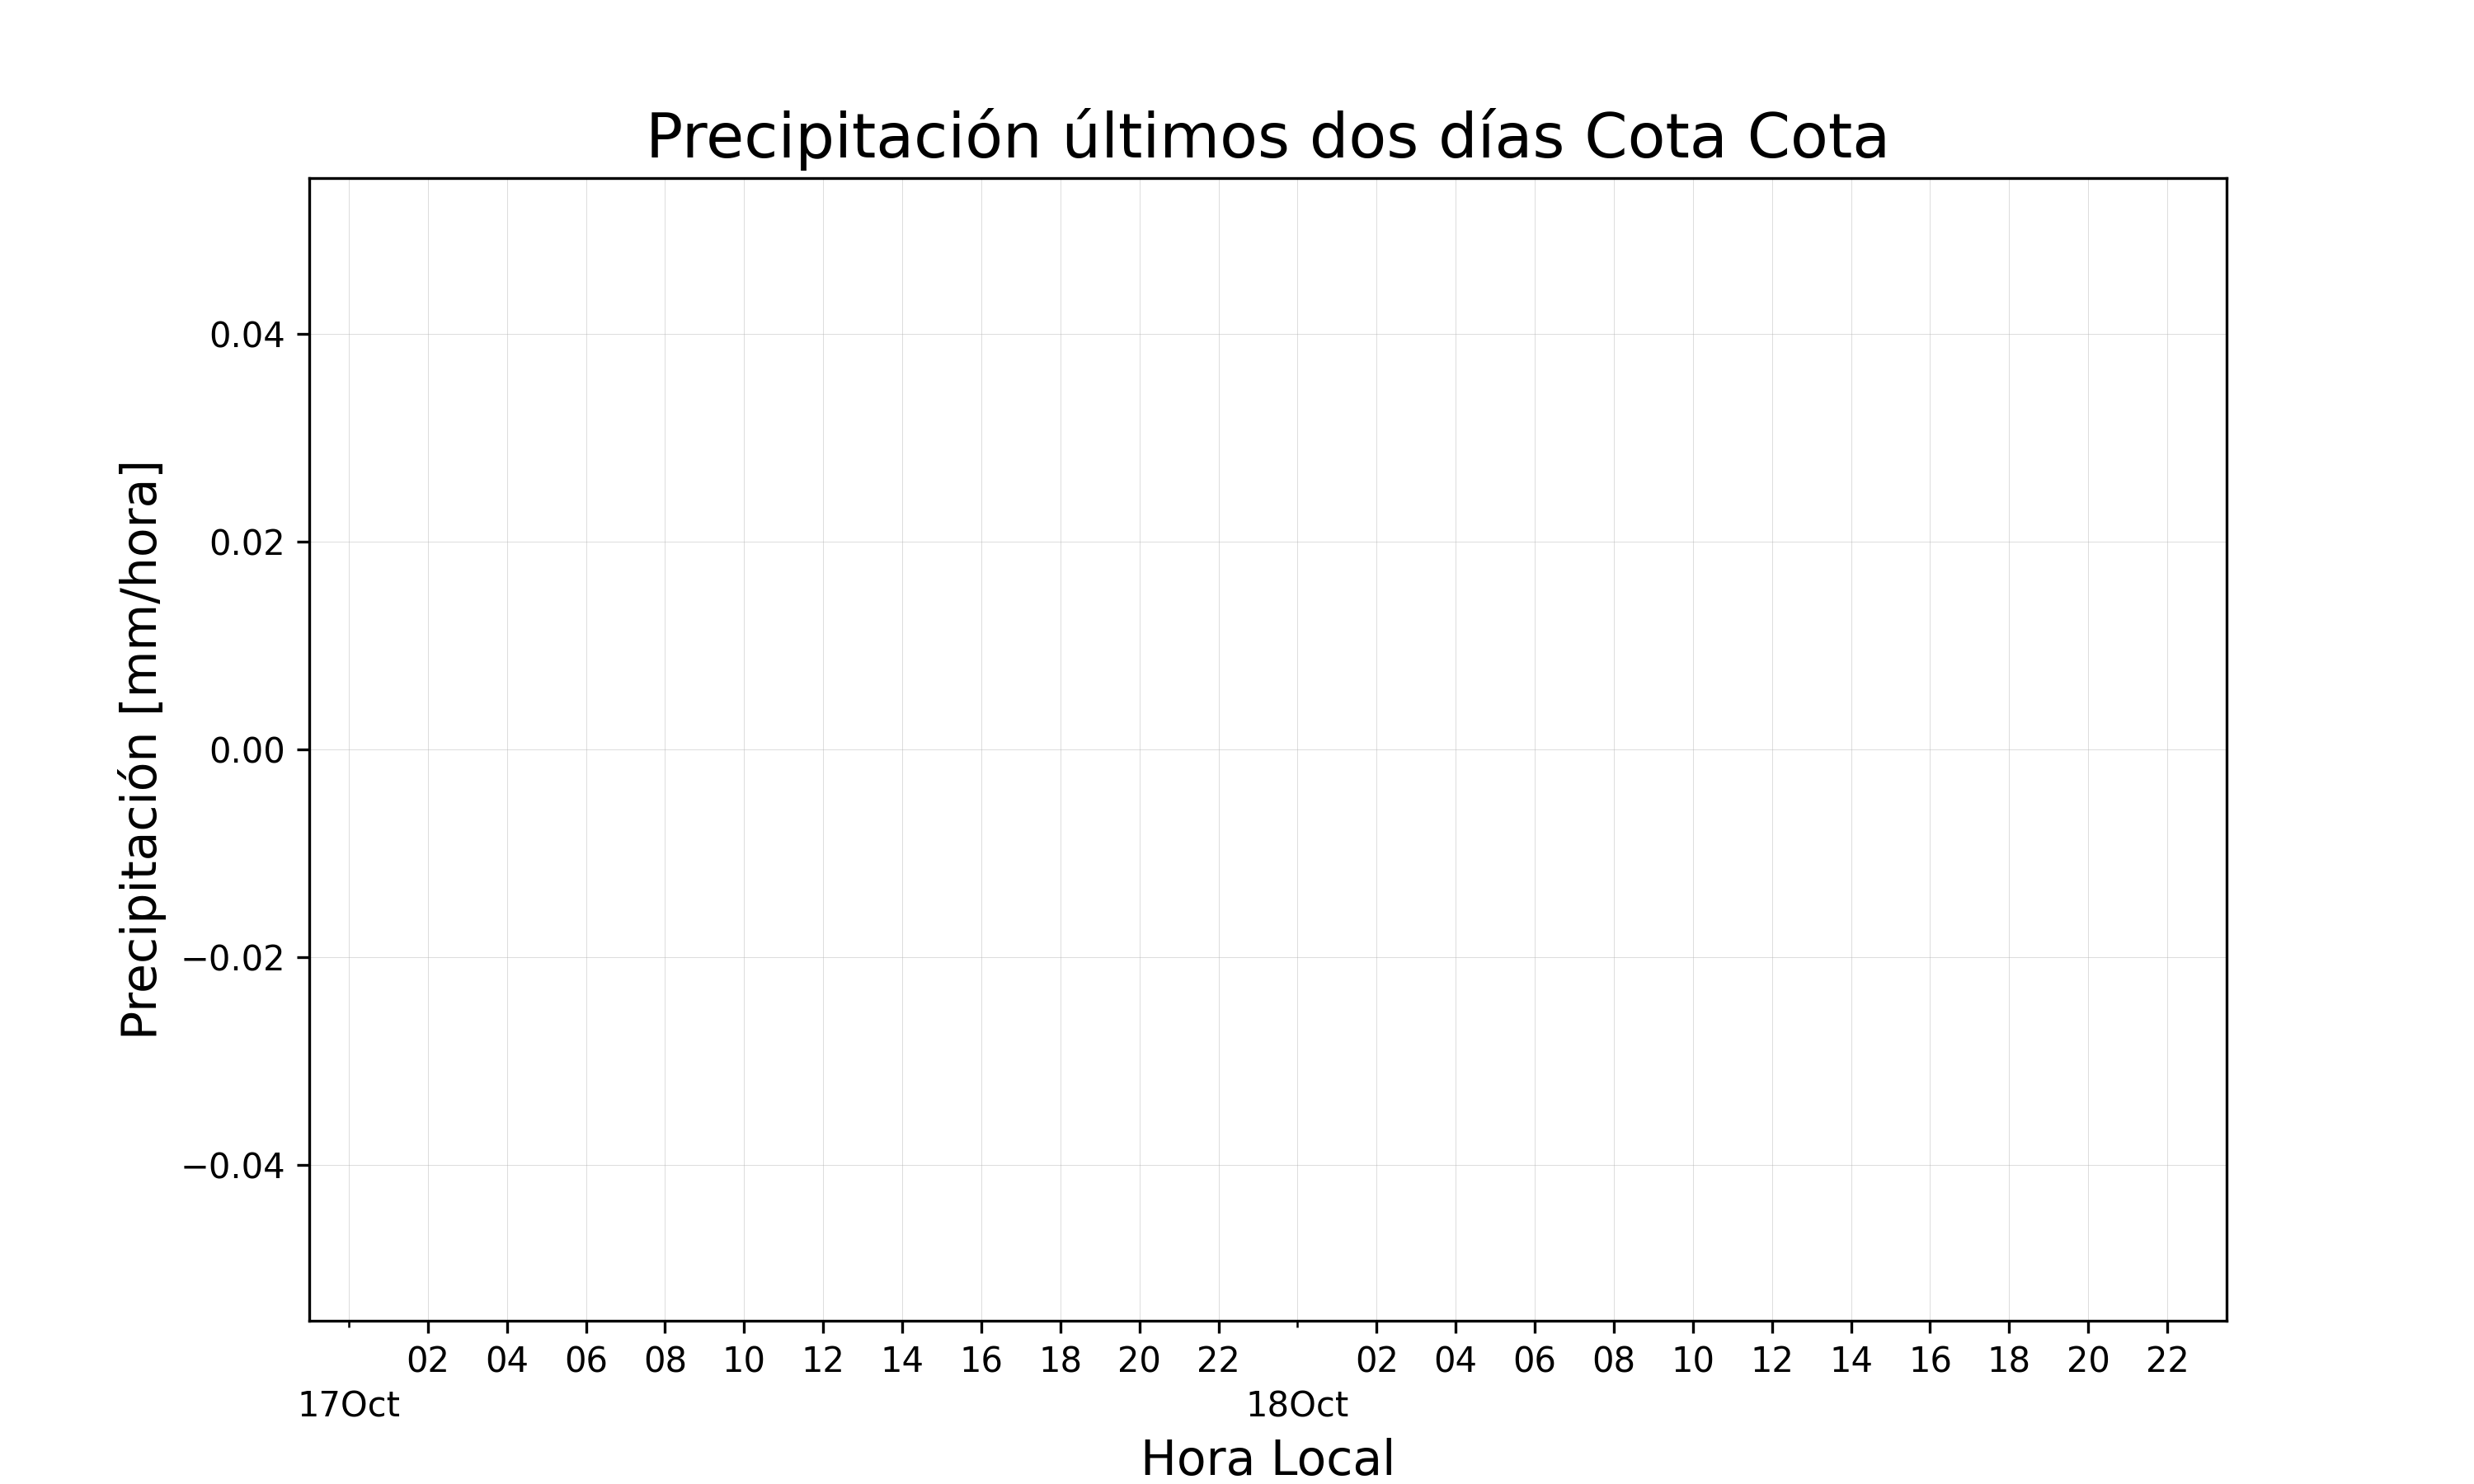 Precipitación últimos dos días Cota Cota
Precipitación [mm/hora]
0.04
0.02
0.00
−0.02
−0.04
02 04 06 08 10 12 14 16 18 20 22 02 04 06 08 10 12 14 16 18 20 22
17Oct 18Oct
Hora Local